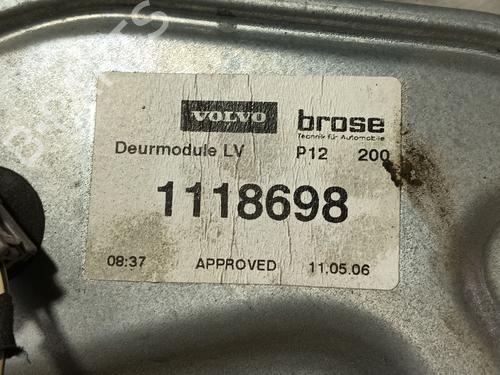 VOLVO brose
Technik für Automobile
Deurmodule LV P12 200
1118698
08:37 APPROVED 11.05.06